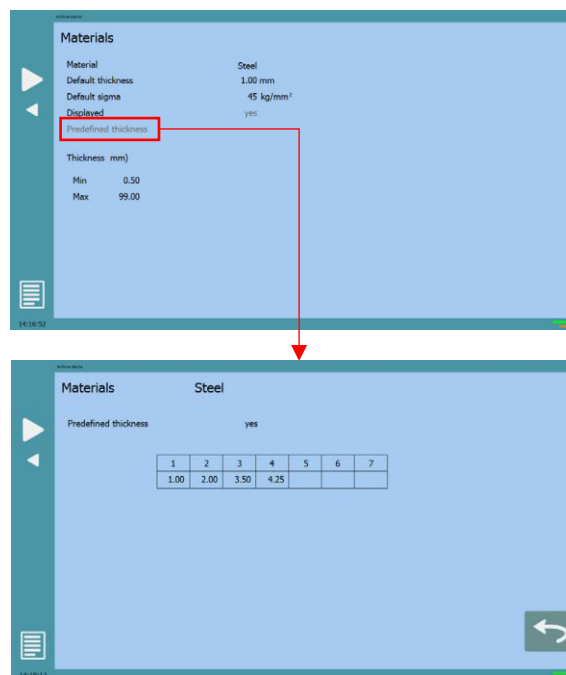 Materials
Material Steel
Default thickness 1.00 mm
Default sigma 45 kg/mm²
Displayed yes
Predefined thickness
Thickness mm)
Min 0.50
Max 99.00
14:16:52
Materials Steel
Predefined thickness yes
1 2 3 4 5 6 7
1.00 2.00 3.50 4.25